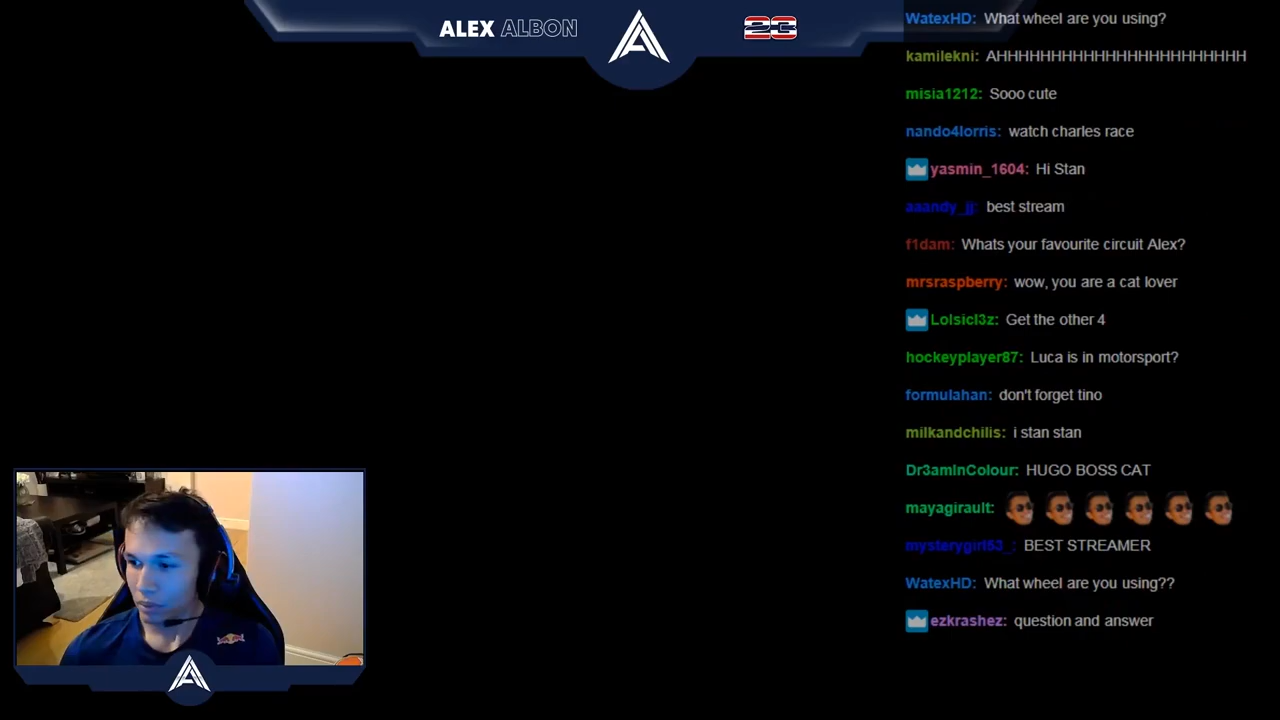 ALEX ALBON
23
WatexHD: What wheel are you using?
kamilekni: AHHHHHHHHHHHHHHHHHHHHHHHH
misia1212: Sooo cute
nando4lorris: watch charles race
yasmin_1604: Hi Stan
aaandy_jj: best stream
f1dam: Whats your favourite circuit Alex?
mrsraspberry: wow, you are a cat lover
Lolsicl3z: Get the other 4
hockeyplayer87: Luca is in motorsport?
formulahan: don't forget tino
milkandchilis: i stan stan
Dr3amInColour: HUGO BOSS CAT
mayagirault:
mysterygirl53_: BEST STREAMER
WatexHD: What wheel are you using??
ezkrashez: question and answer